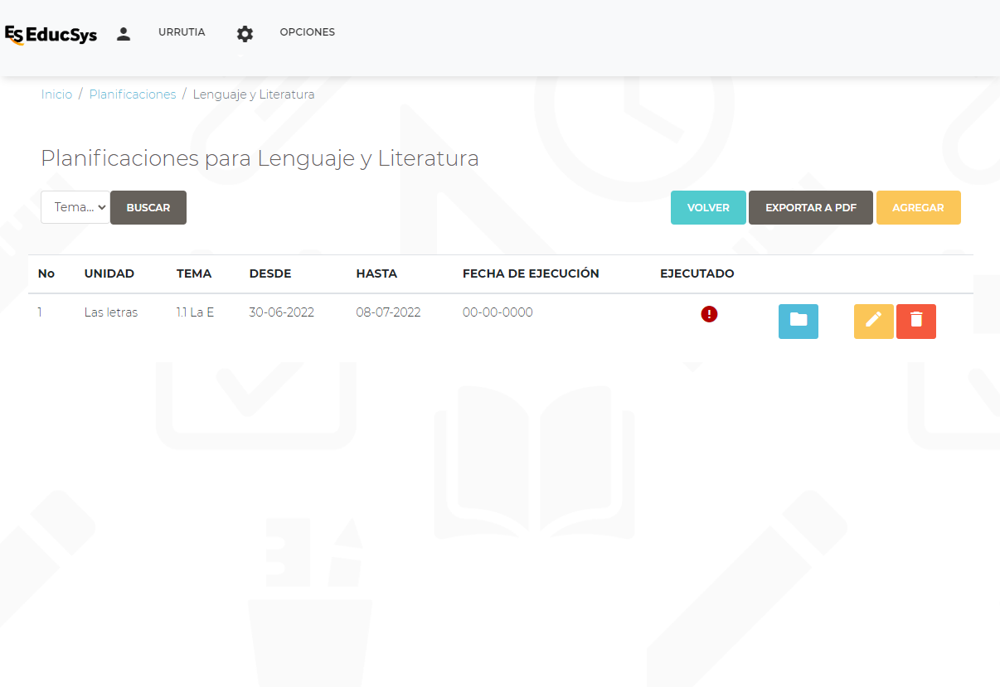 ES EducSys URRUTIA OPCIONES
Inicio / Planificaciones / Lenguaje y Literatura
Planificaciones para Lenguaje y Literatura
Tema... BUSCAR VOLVER EXPORTAR A PDF AGREGAR
No UNIDAD TEMA DESDE HASTA FECHA DE EJECUCIÓN EJECUTADO
1 Las letras 1.1 La E 30-06-2022 08-07-2022 00-00-0000